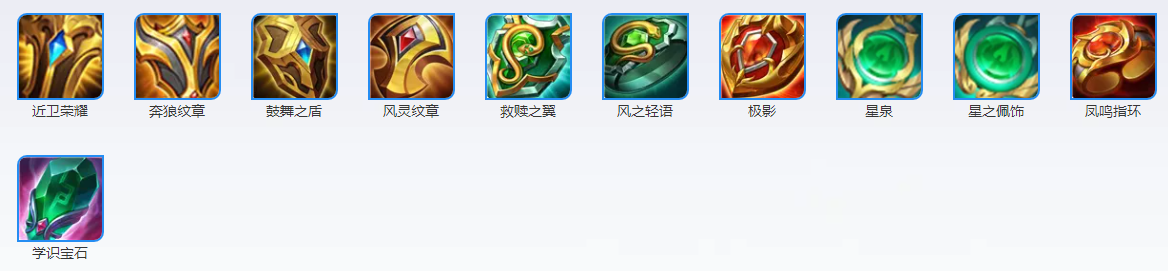 近卫荣耀
奔狼纹章
鼓舞之盾
风灵纹章
救赎之翼
风之轻语
极影
星泉
星之佩饰
凤鸣指环
学识宝石